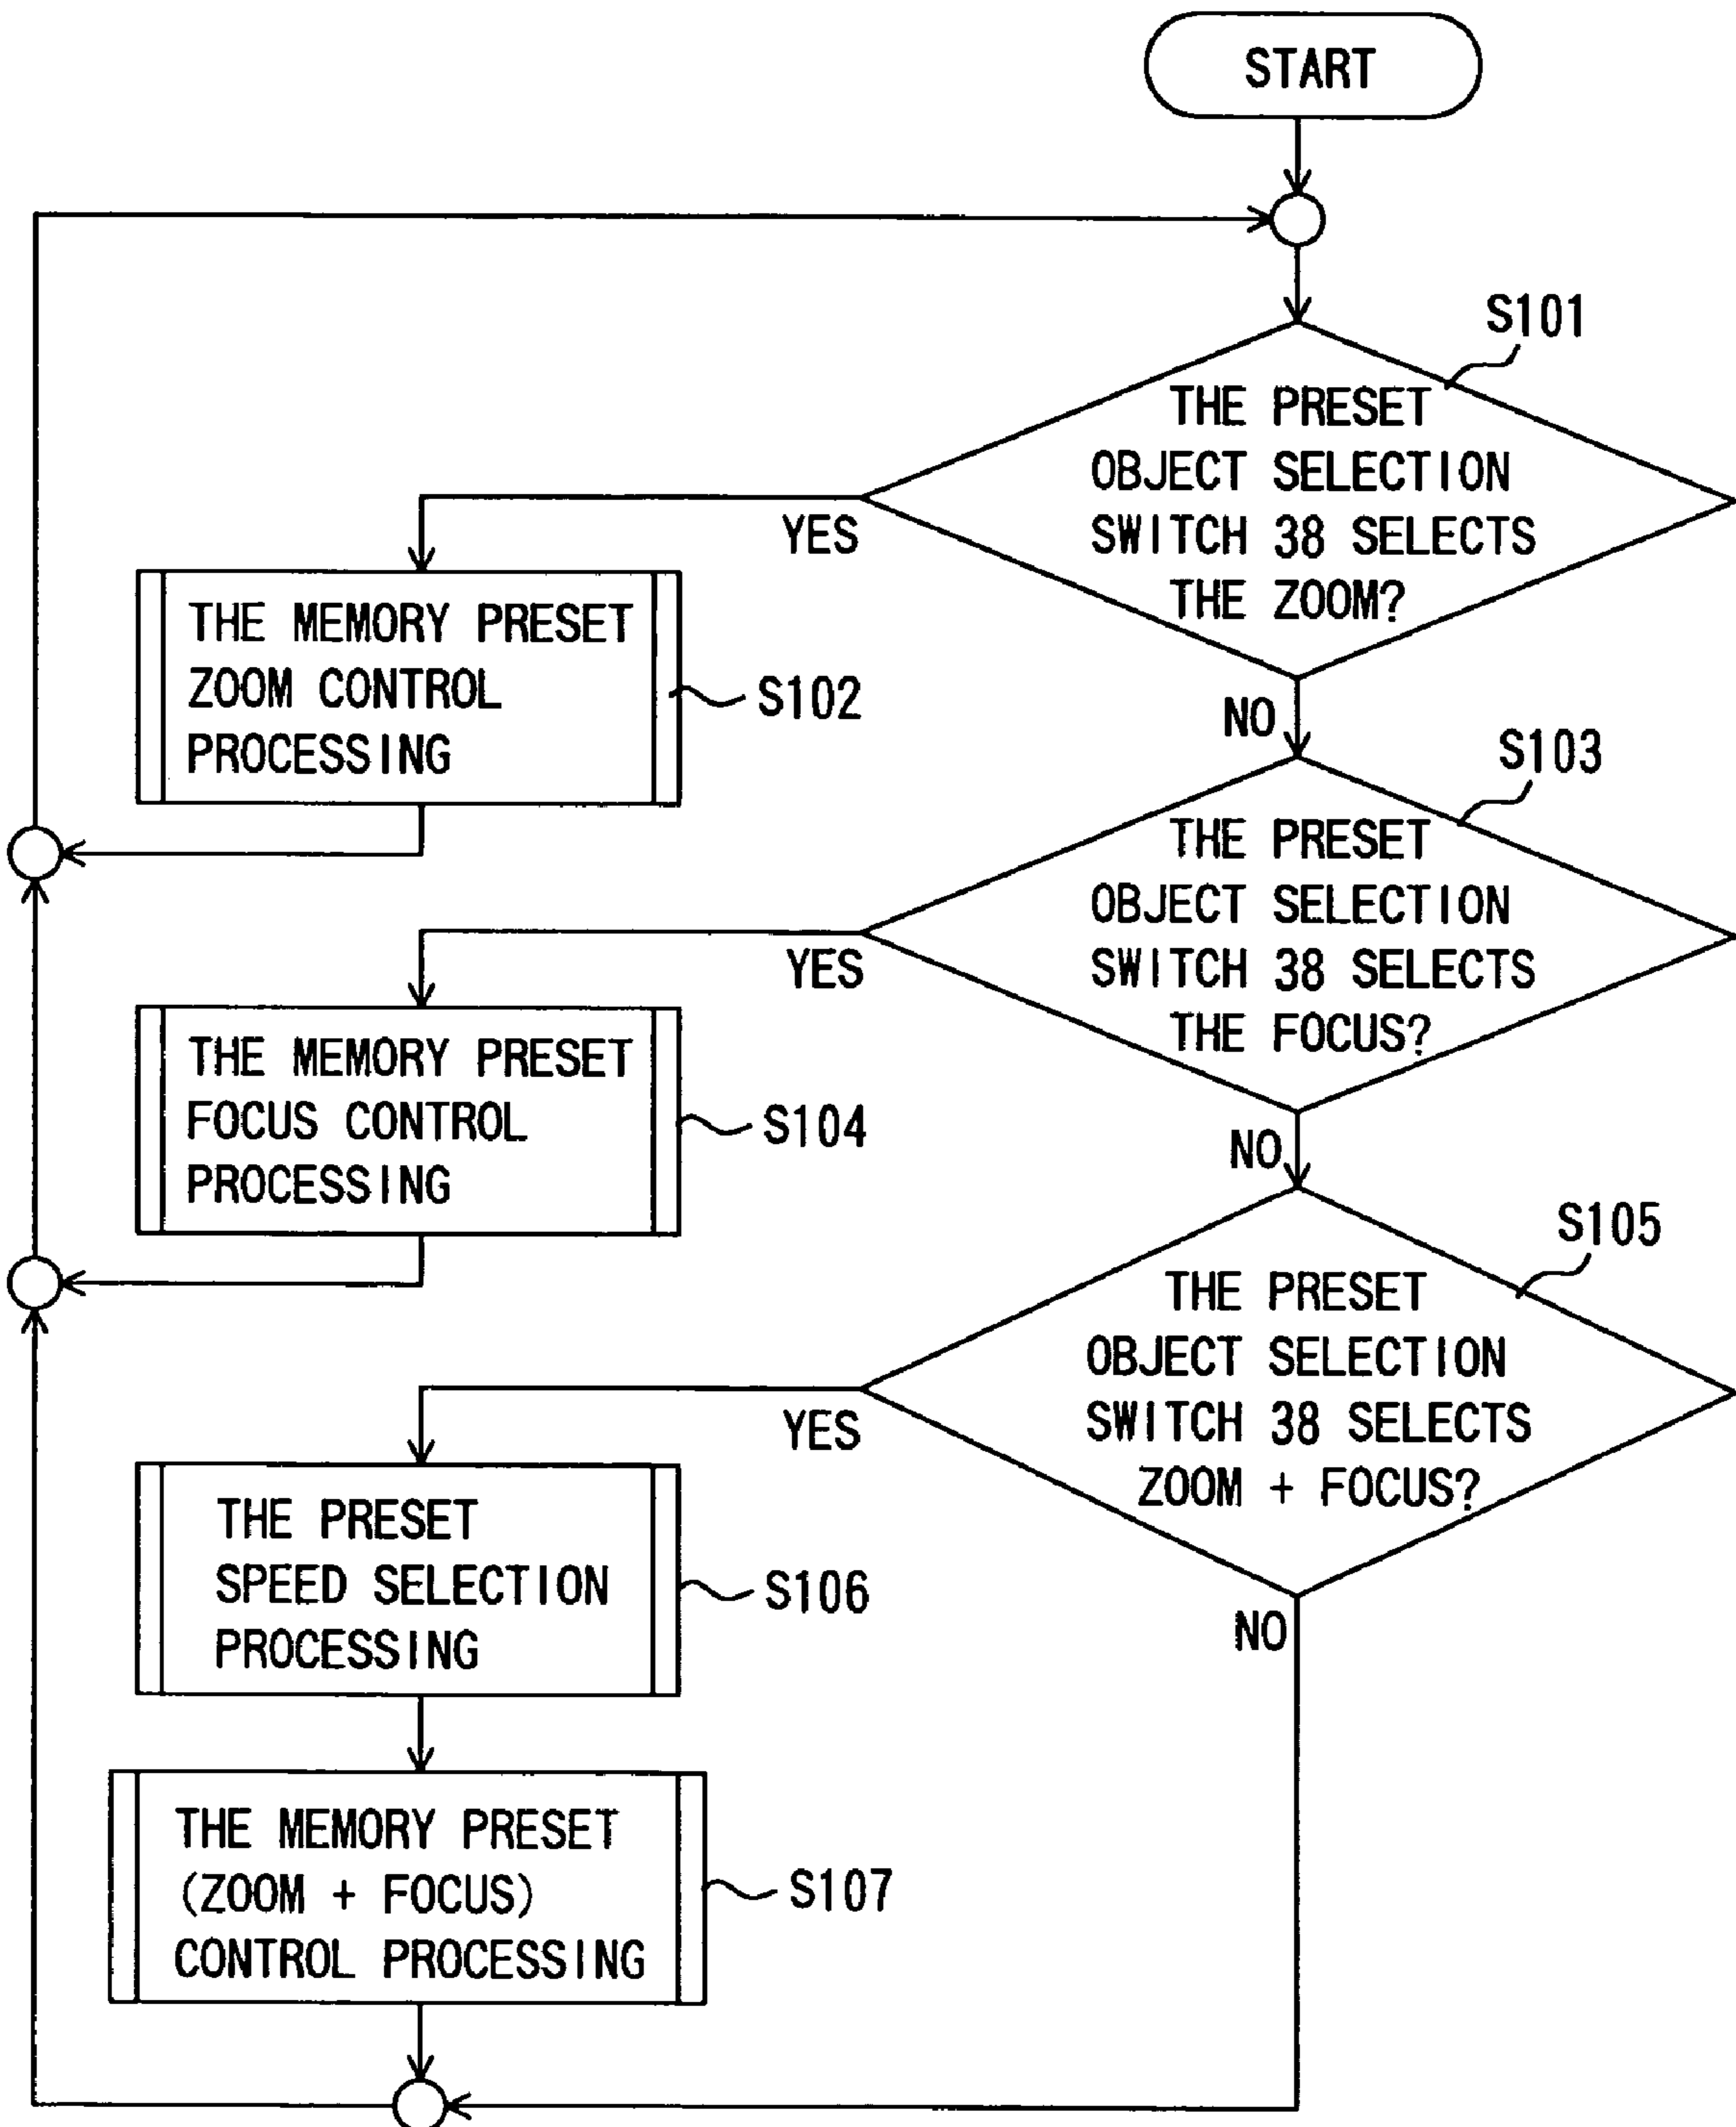 START
S101
THE PRESET
OBJECT SELECTION
SWITCH 38 SELECTS
THE ZOOM?
YES
THE MEMORY PRESET
ZOOM CONTROL
PROCESSING
S102
NO
S103
THE PRESET
OBJECT SELECTION
SWITCH 38 SELECTS
THE FOCUS?
YES
THE MEMORY PRESET
FOCUS CONTROL
PROCESSING
S104
NO
S105
THE PRESET
OBJECT SELECTION
SWITCH 38 SELECTS
ZOOM + FOCUS?
YES
THE PRESET
SPEED SELECTION
PROCESSING
S106
NO
THE MEMORY PRESET
(ZOOM + FOCUS)
CONTROL PROCESSING
S107